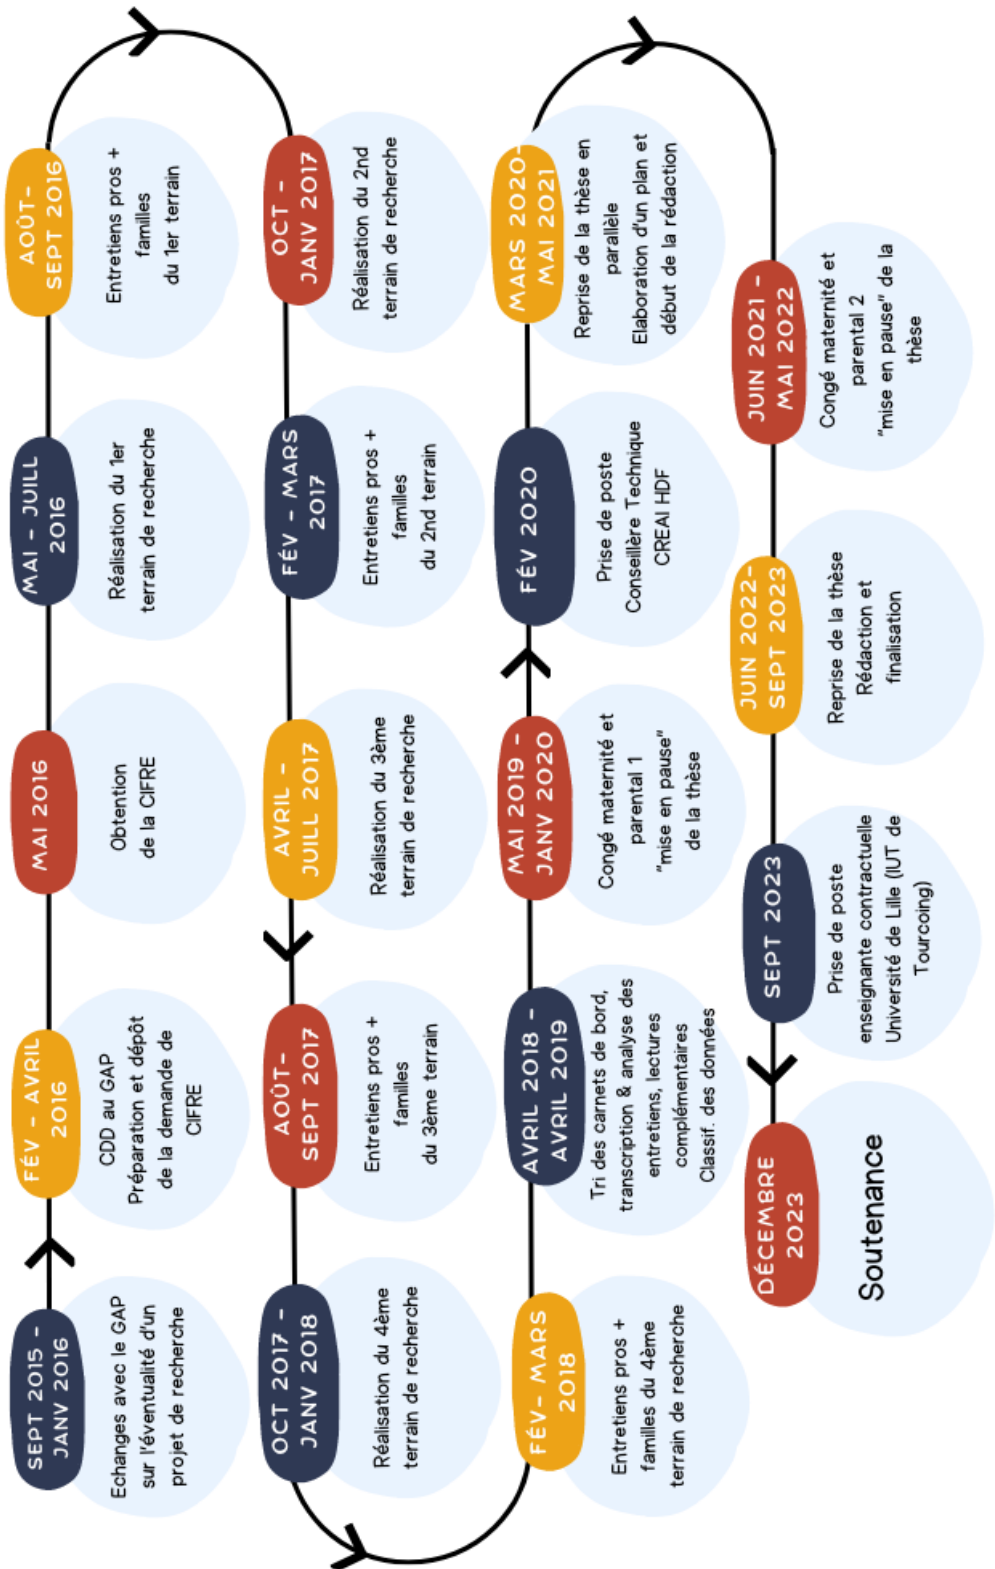 SEPT 2015 -
JANV 2016
Echanges avec le GAP
sur l'éventualité d'un
projet de recherche
FÉV - AVRIL
2016
CDD au GAP
Préparation et dépôt
de la demande de
CIFRE
MAI 2016
Obtention
de la CIFRE
MAI - JUILL
2016
Réalisation du 1er
terrain de recherche
AOÛT-
SEPT 2016
Entretiens pros +
familles
du 1er terrain
OCT -
JANV 2017
Réalisation du 2nd
terrain de recherche
FÉV - MARS
2017
Entretiens pros +
familles
du 2nd terrain
AVRIL -
JUILL 2017
Réalisation du 3ème
terrain de recherche
AOÛT-
SEPT 2017
Entretiens pros +
familles
du 3ème terrain
OCT 2017 -
JANV 2018
Réalisation du 4ème
terrain de recherche
FÉV- MARS
2018
Entretiens pros +
familles du 4ème
terrain de recherche
AVRIL 2018 -
AVRIL 2019
Tri des carnets de bord,
transcription & analyse des
entretiens, lectures
complémentaires
Classif. des données
MAI 2019 -
JANV 2020
Congé maternité et
parental 1
"mise en pause"
de la thèse
FÉV 2020
Prise de poste
Conseillère Technique
CREAI HDF
MARS 2020-
MAI 2021
Reprise de la thèse en
parallèle
Elaboration d'un plan et
début de la rédaction
JUIN 2021 -
MAI 2022
Congé maternité et
parental 2
"mise en pause" de la
thèse
JUIN 2022-
SEPT 2023
Reprise de la thèse
Rédaction et
finalisation
SEPT 2023
Prise de poste
enseignante contractuelle
Université de Lille (IUT de
Tourcoing)
DÉCEMBRE
2023
Soutenance